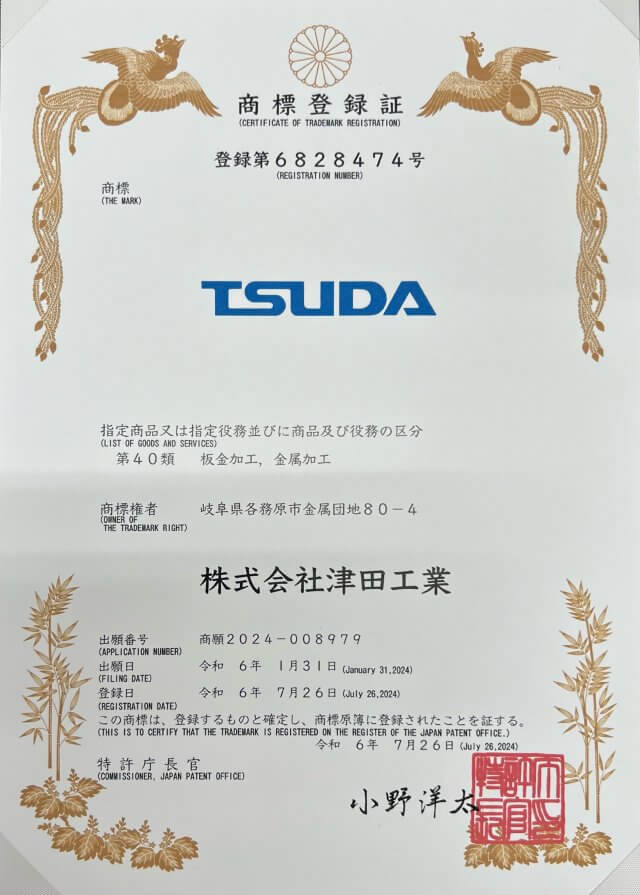 商標登録証
(CERTIFICATE OF TRADEMARK REGISTRATION)
登録第6828474号
(REGISTRATION NUMBER)
商標
(THE MARK)
TSUDA
指定商品又は指定役務並びに商品及び役務の区分
(LIST OF GOODS AND SERVICES)
第40類 板金加工，金属加工
商標権者 岐阜県各務原市金属団地80－4
(OWNER OF
THE TRADEMARK RIGHT)
株式会社津田工業
出願番号 商願2024－008979
(APPLICATION NUMBER)
出願日 令和 6年 1月31日(January 31,2024)
(FILING DATE)
登録日 令和 6年 7月26日(July 26,2024)
(REGISTRATION DATE)
この商標は、登録するものと確定し、商標原簿に登録されたことを証する。
(THIS IS TO CERTIFY THAT THE TRADEMARK IS REGISTERED ON THE REGISTER OF THE JAPAN PATENT OFFICE.)
令和 6年 7月26日(July 26,2024)
特許庁長官
(COMMISSIONER, JAPAN PATENT OFFICE)
小野洋太
特許庁長官之印